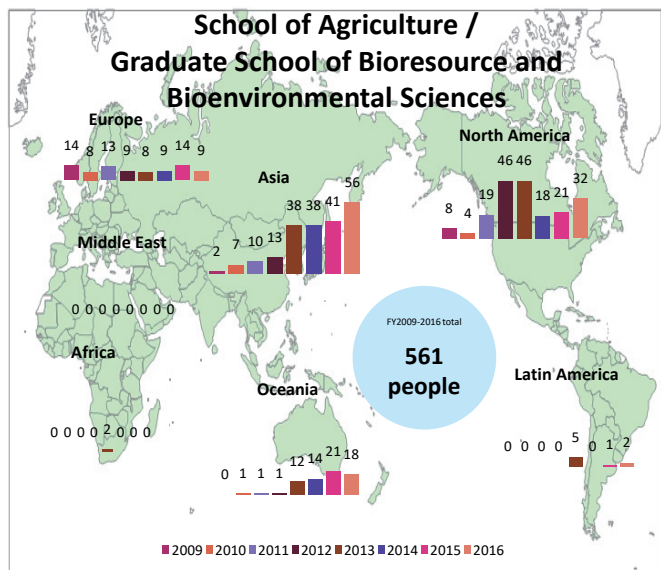 School of Agriculture /
Graduate School of Bioresource and
Bioenvironmental Sciences
Europe
14 8 13 9 8 9 14 9
North America
8 4 19 46 46 18 21 32
Asia
2 7 10 13 38 38 41 56
Middle East
0 0 0 0 0 0 0 0
Africa
0 0 0 0 2 0 0 0
FY2009-2016 total
561
people
Oceania
0 1 1 1 12 14 21 18
Latin America
0 0 0 0 5 0 1 2
2009 2010 2011 2012 2013 2014 2015 2016